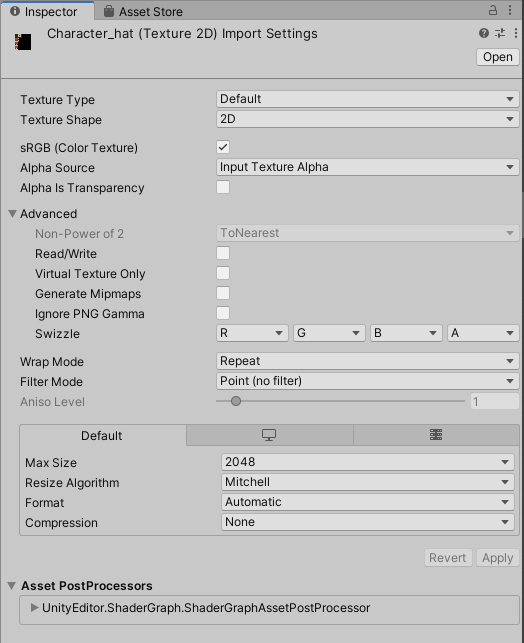 Inspector Asset Store
Character_hat (Texture 2D) Import Settings
Open
Texture Type Default
Texture Shape 2D
sRGB (Color Texture)
Alpha Source Input Texture Alpha
Alpha Is Transparency
Advanced
Non-Power of 2 ToNearest
Read/Write
Virtual Texture Only
Generate Mipmaps
Ignore PNG Gamma
Swizzle R G B A
Wrap Mode Repeat
Filter Mode Point (no filter)
Aniso Level 1
Default
Max Size 2048
Resize Algorithm Mitchell
Format Automatic
Compression None
Revert Apply
Asset PostProcessors
UnityEditor.ShaderGraph.ShaderGraphAssetPostProcessor